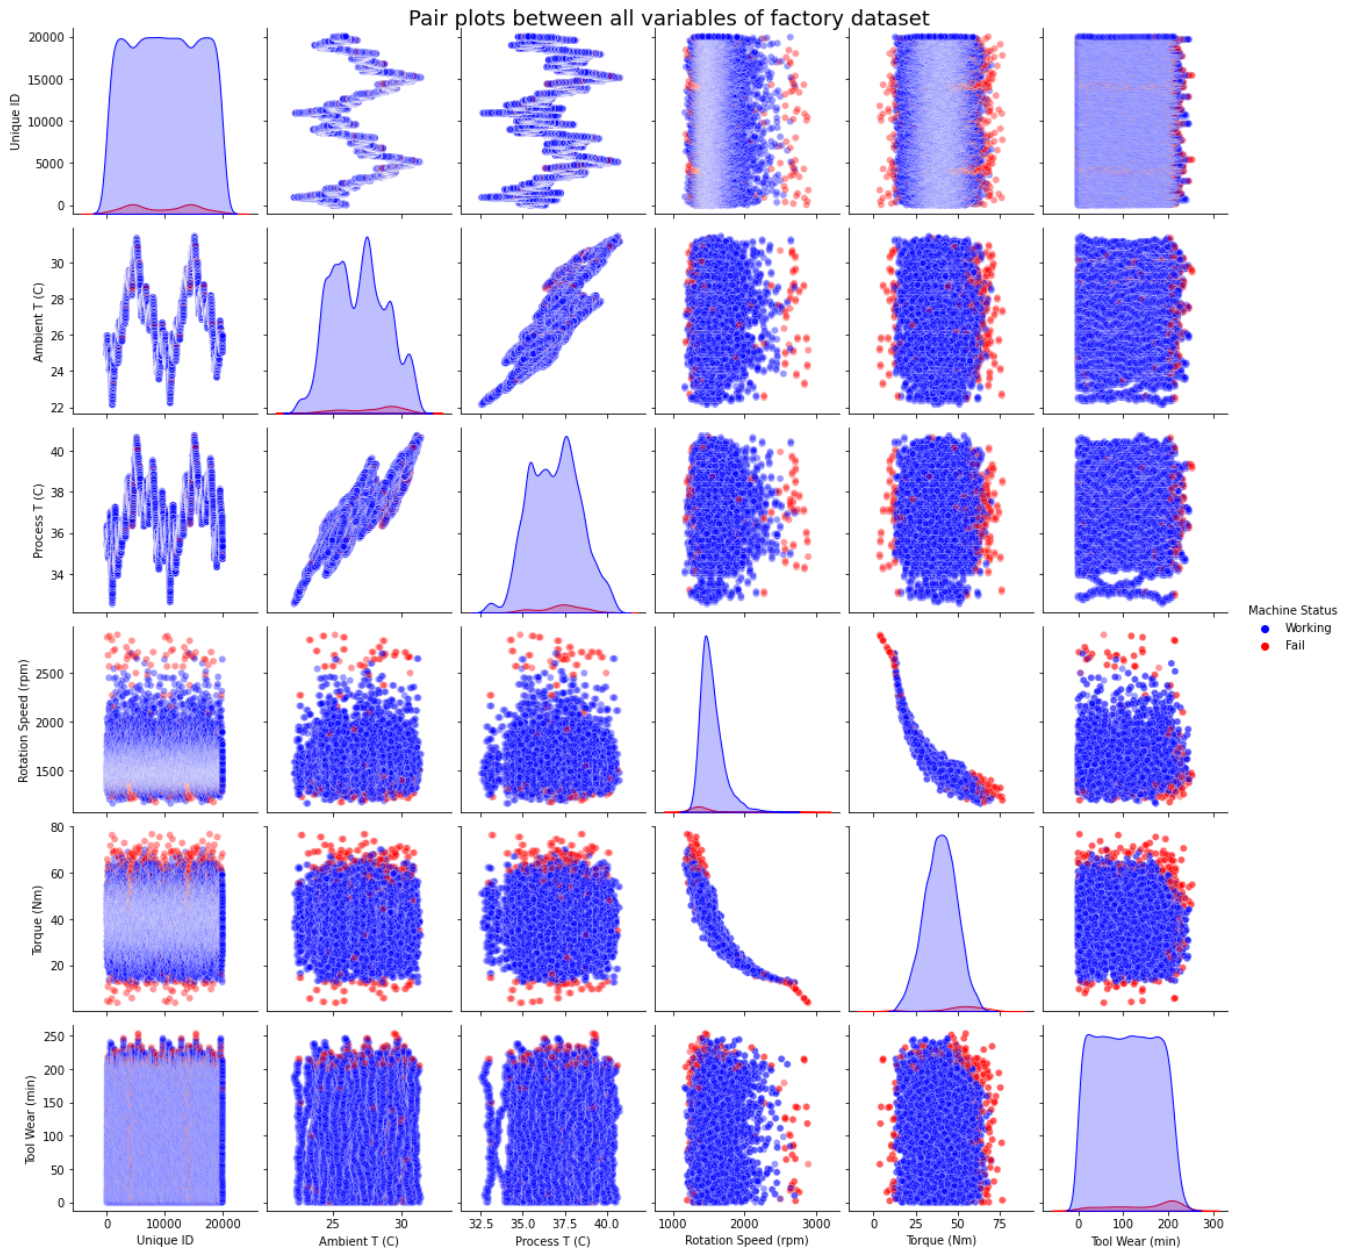 Pair plots between all variables of factory dataset
20000
15000
10000
5000
0
Unique ID
30
28
26
24
22
Ambient T (C)
40
38
36
34
Process T (C)
Machine Status
Working
Fail
2500
2000
1500
Rotation Speed (rpm)
80
60
40
20
Torque (Nm)
250
200
150
100
50
0
Tool Wear (min)
0 10000 20000
25 30
32.5 35.0 37.5 40.0
1000 2000 3000
0 25 50 75
0 100 200 300
Unique ID
Ambient T (C)
Process T (C)
Rotation Speed (rpm)
Torque (Nm)
Tool Wear (min)